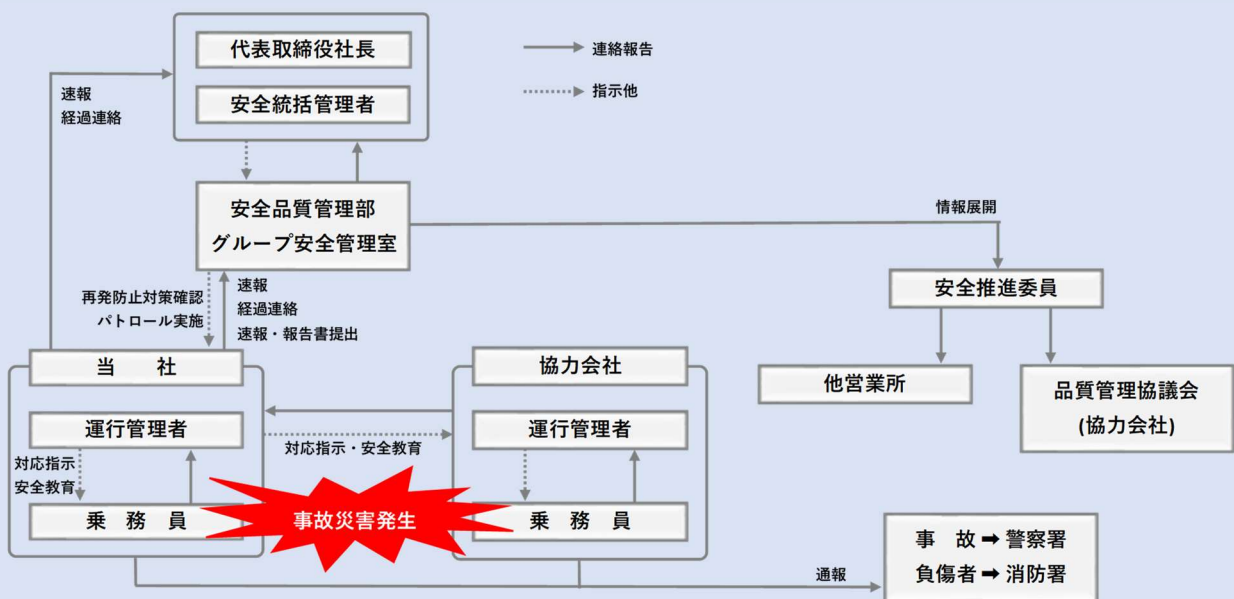 代表取締役社長
安全統括管理者
連絡報告
指示他
速報
経過連絡
安全品質管理部
グループ安全管理室
情報展開
再発防止対策確認
パトロール実施
速報
経過連絡
速報・報告書提出
安全推進委員
他営業所
品質管理協議会
(協力会社)
当 社
運行管理者
対応指示
安全教育
乗 務 員
対応指示・安全教育
事故災害発生
協力会社
運行管理者
乗 務 員
通報
事 故 ➡ 警察署
負傷者 ➡ 消防署